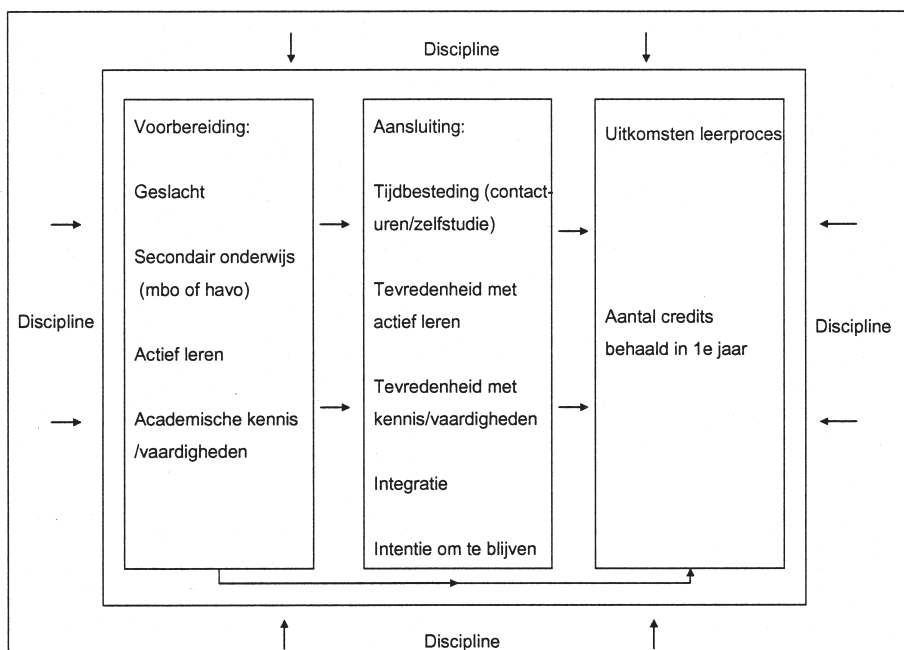 Discipline
Voorbereiding:
Geslacht
Secondair onderwijs
(mbo of havo)
Actief leren
Academische kennis
/vaardigheden
Aansluiting:
Tijdbesteding (contact-
uren/zelfstudie)
Tevredenheid met
actief leren
Tevredenheid met
kennis/vaardigheden
Integratie
Intentie om te blijven
Uitkomsten leerproces
Aantal credits
behaald in 1e jaar
Discipline
Discipline
Discipline